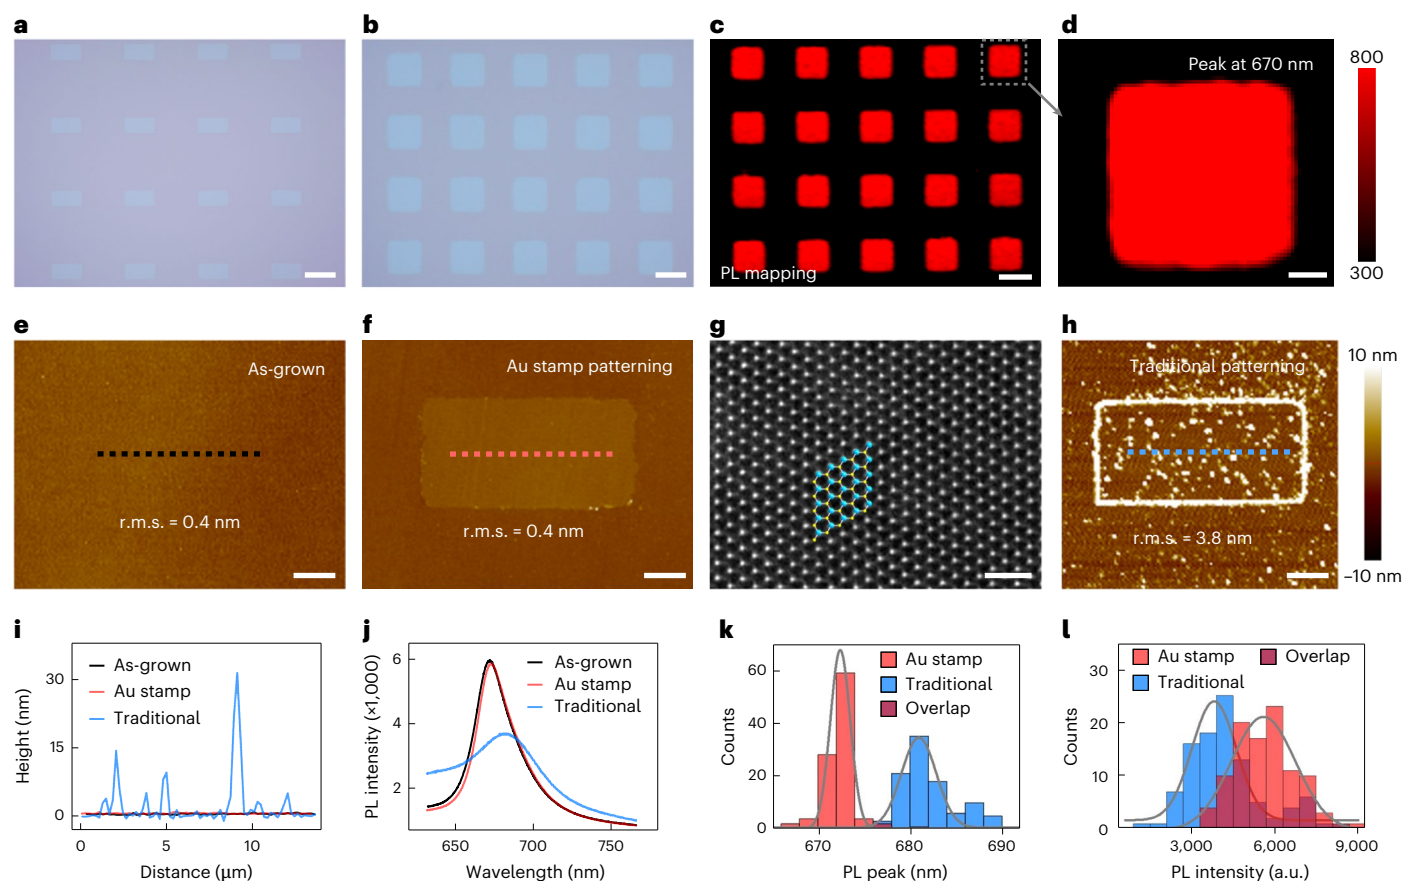 a
b
c
d
Peak at 670 nm
800
PL mapping
300
e
f
g
h
As-grown
Au stamp patterning
Traditional patterning
10 nm
r.m.s. = 0.4 nm
r.m.s. = 0.4 nm
r.m.s. = 3.8 nm
–10 nm
i
Height (nm)
30
15
0
As-grown
Au stamp
Traditional
0
5
10
Distance (μm)
j
PL intensity (×1,000)
6
4
2
As-grown
Au stamp
Traditional
650
700
750
Wavelength (nm)
k
Counts
60
40
20
0
Au stamp
Traditional
Overlap
670
680
690
PL peak (nm)
l
Counts
30
20
10
0
Au stamp
Overlap
Traditional
3,000
6,000
9,000
PL intensity (a.u.)